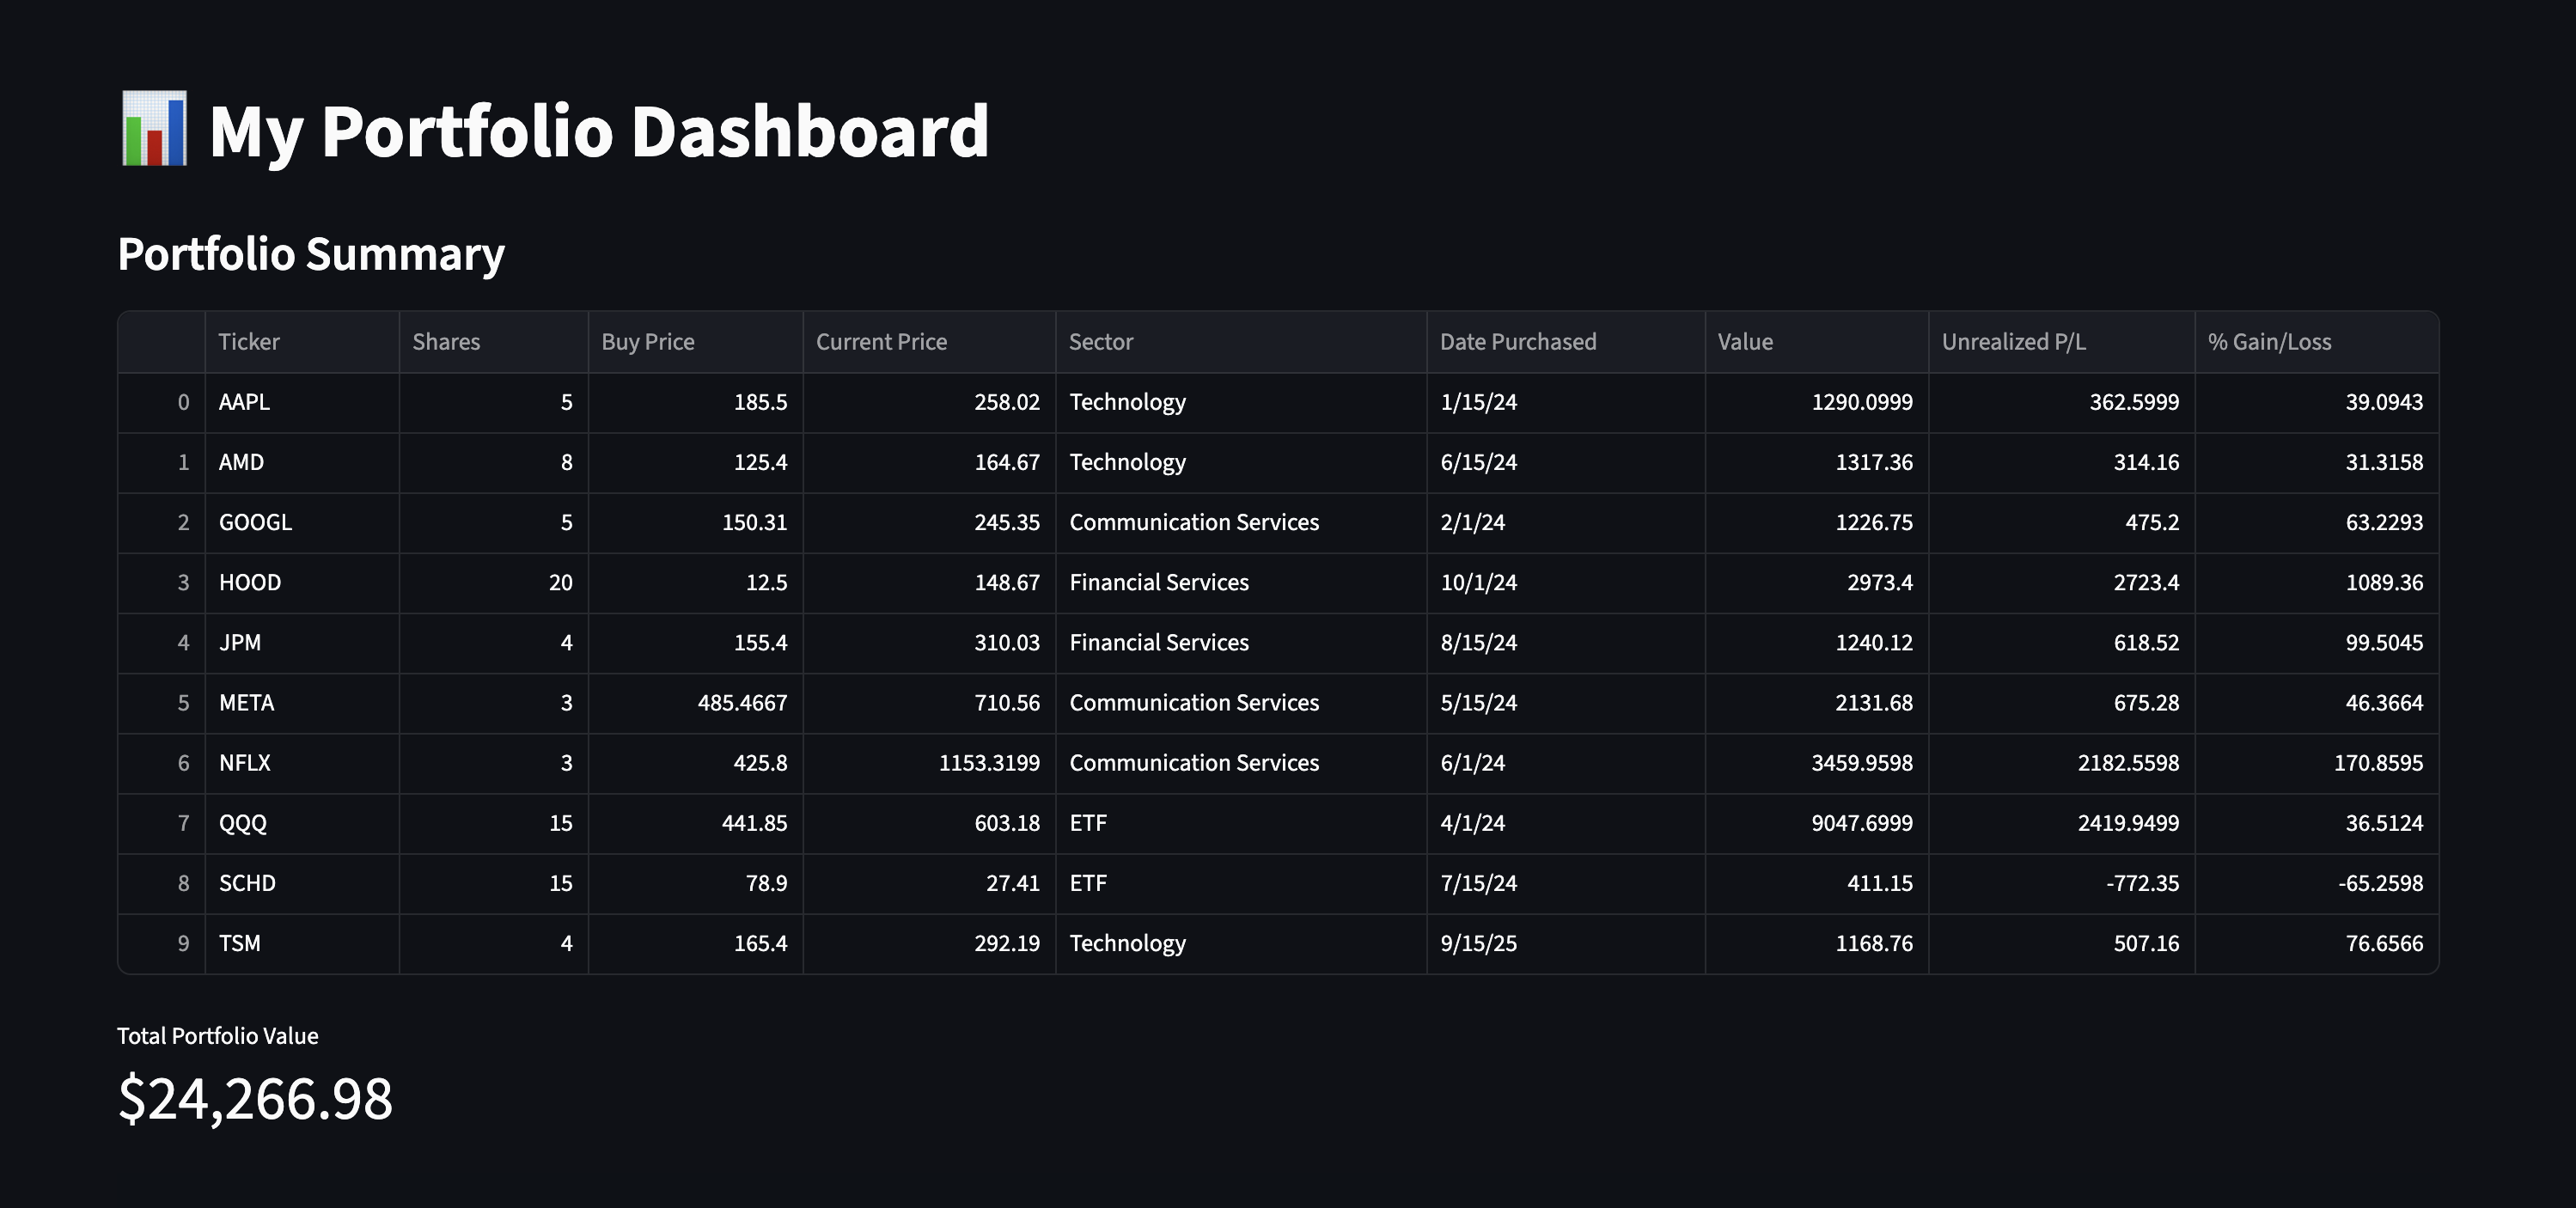 My Portfolio Dashboard
Portfolio Summary
Ticker Shares Buy Price Current Price Sector Date Purchased Value Unrealized P/L % Gain/Loss
0 AAPL 5 185.5 258.02 Technology 1/15/24 1290.0999 362.5999 39.0943
1 AMD 8 125.4 164.67 Technology 6/15/24 1317.36 314.16 31.3158
2 GOOGL 5 150.31 245.35 Communication Services 2/1/24 1226.75 475.2 63.2293
3 HOOD 20 12.5 148.67 Financial Services 10/1/24 2973.4 2723.4 1089.36
4 JPM 4 155.4 310.03 Financial Services 8/15/24 1240.12 618.52 99.5045
5 META 3 485.4667 710.56 Communication Services 5/15/24 2131.68 675.28 46.3664
6 NFLX 3 425.8 1153.3199 Communication Services 6/1/24 3459.9598 2182.5598 170.8595
7 QQQ 15 441.85 603.18 ETF 4/1/24 9047.6999 2419.9499 36.5124
8 SCHD 15 78.9 27.41 ETF 7/15/24 411.15 -772.35 -65.2598
9 TSM 4 165.4 292.19 Technology 9/15/25 1168.76 507.16 76.6566
Total Portfolio Value
$24,266.98